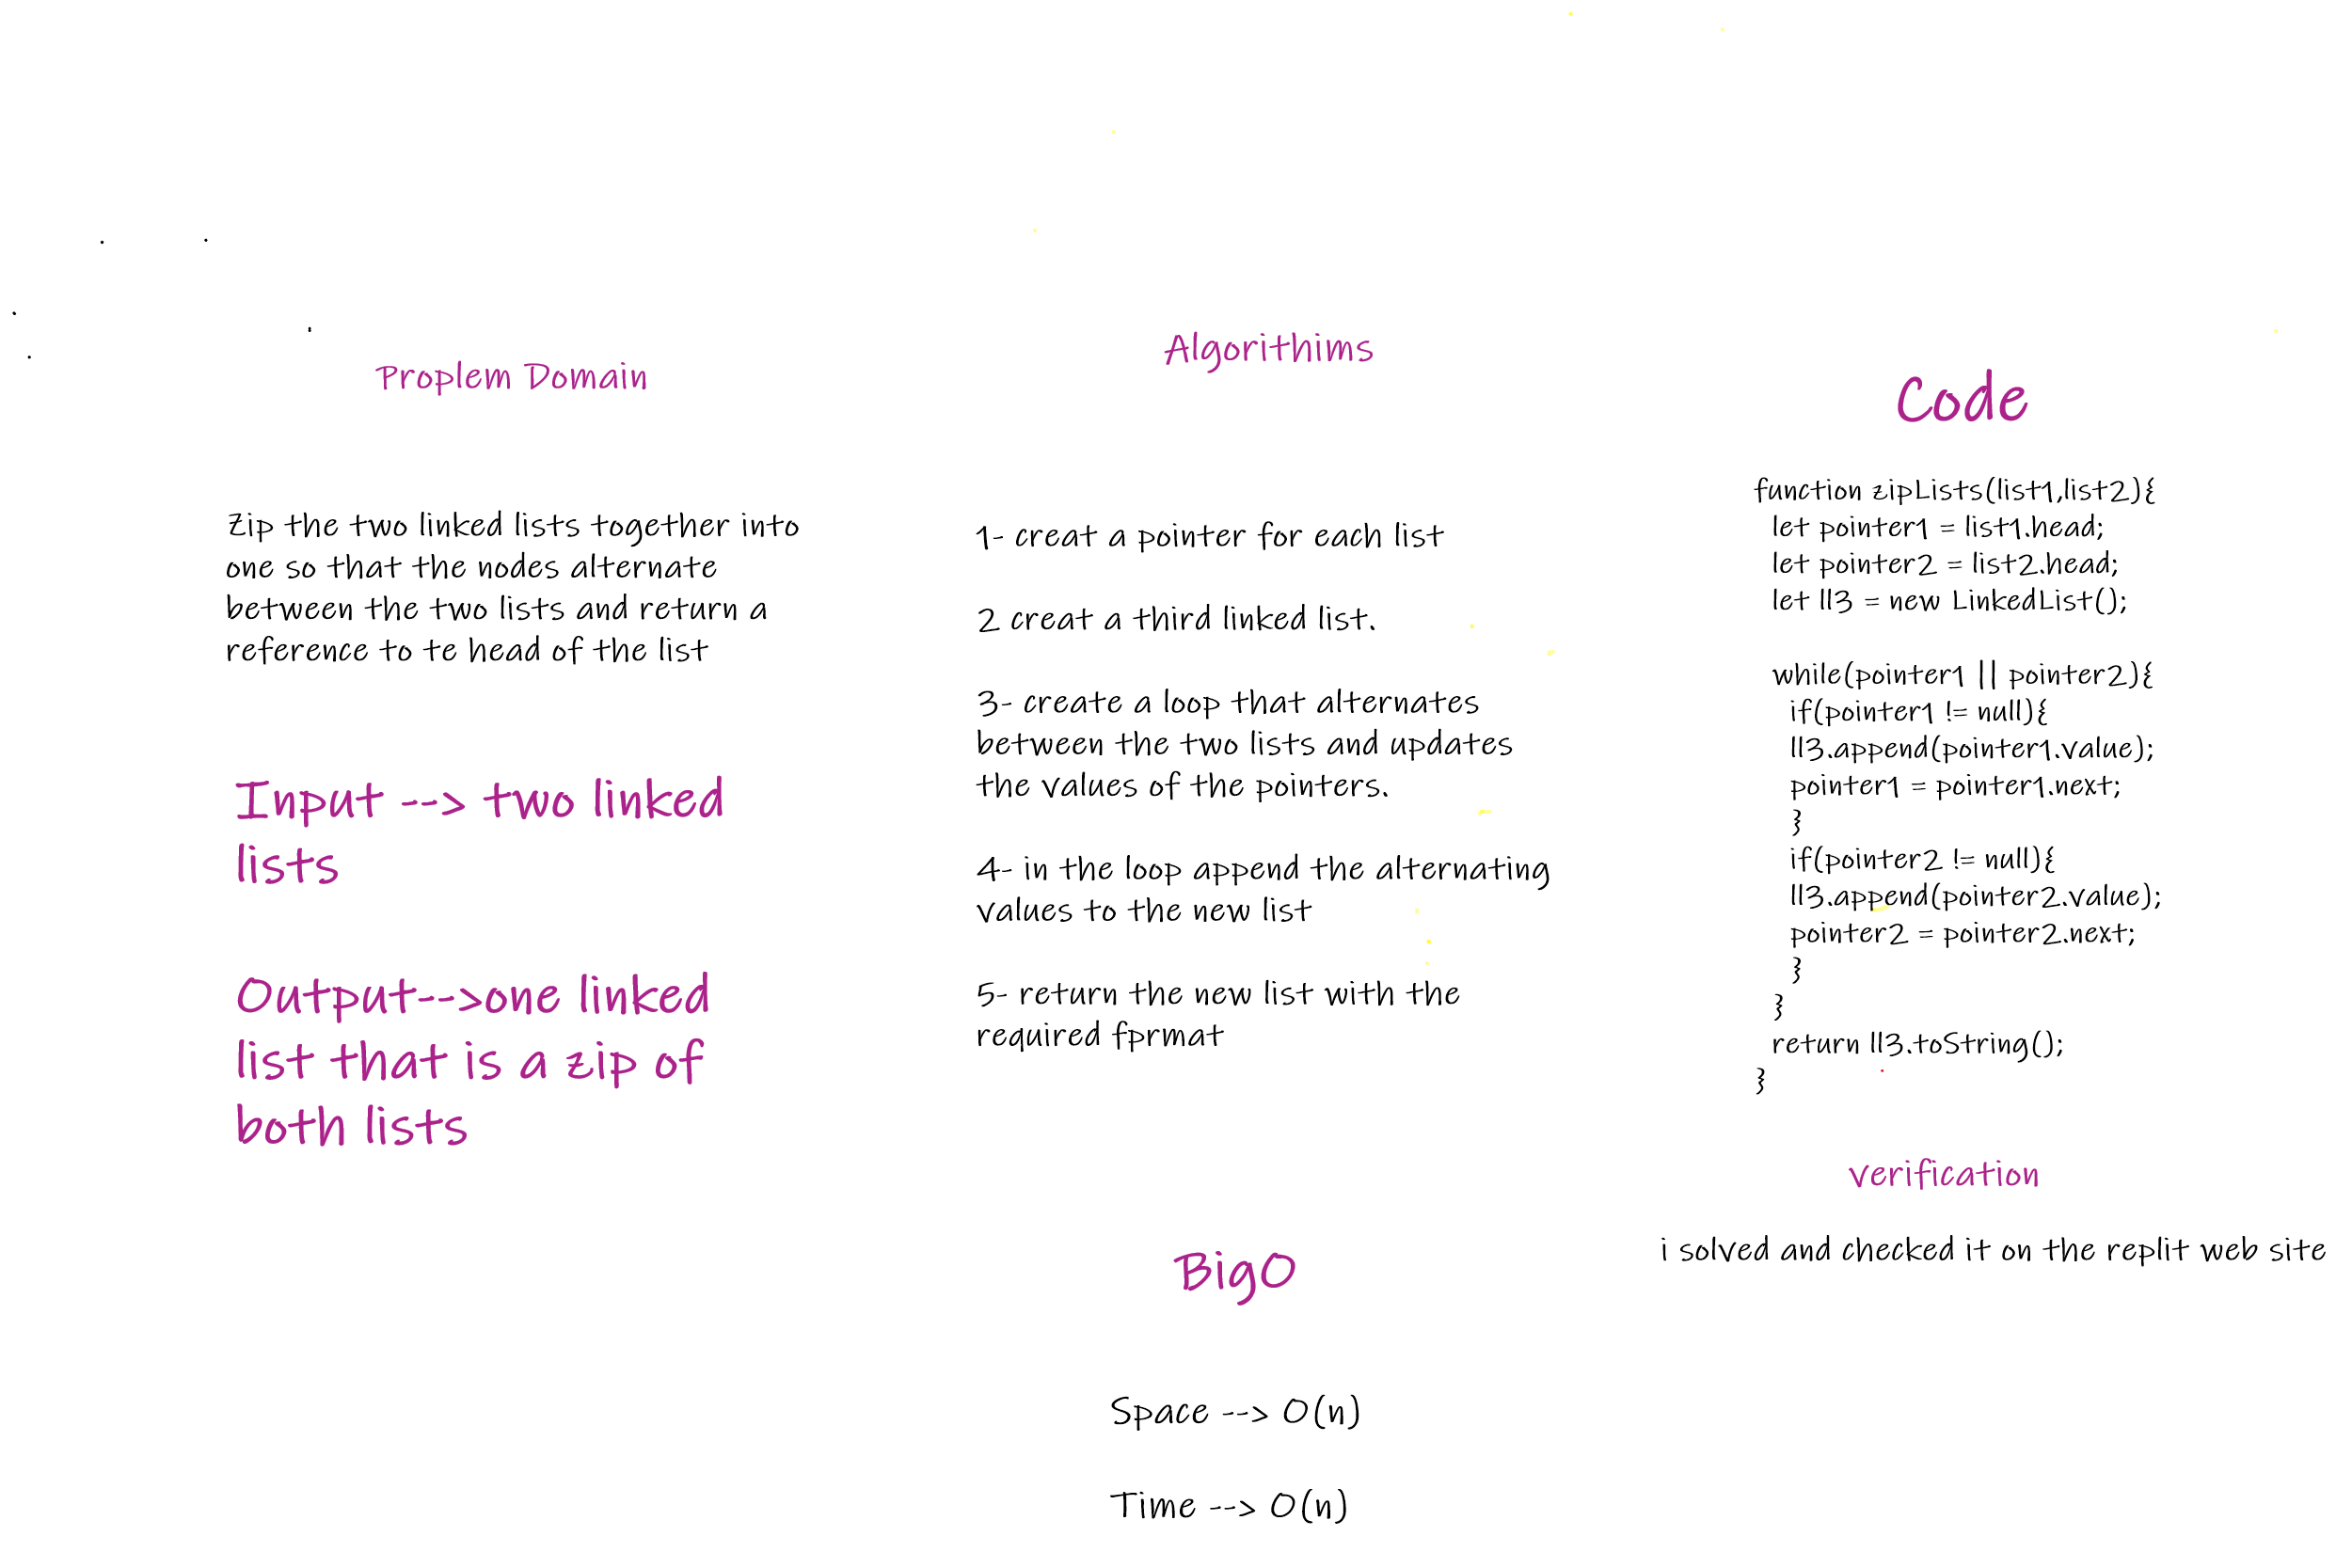 Proplem Domain
Zip the two linked lists together into
one so that the nodes alternate
between the two lists and return a
reference to te head of the list
Input --> two linked
lists
Output-->one linked
list that is a zip of
both lists
Algorithims
1- creat a pointer for each list
2 creat a third linked list.
3- create a loop that alternates
between the two lists and updates
the values of the pointers.
4- in the loop append the alternating
values to the new list
5- return the new list with the
required fprmat
BigO
Space --> O(n)
Time --> O(n)
Code
function zipLists(list1,list2){
let pointer1 = list1.head;
let pointer2 = list2.head;
let ll3 = new LinkedList();
while(pointer1 || pointer2){
if(pointer1 != null){
ll3.append(pointer1.value);
pointer1 = pointer1.next;
}
if(pointer2 != null){
ll3.append(pointer2.value);
pointer2 = pointer2.next;
}
}
return ll3.toString();
}
verification
i solved and checked it on the replit web site